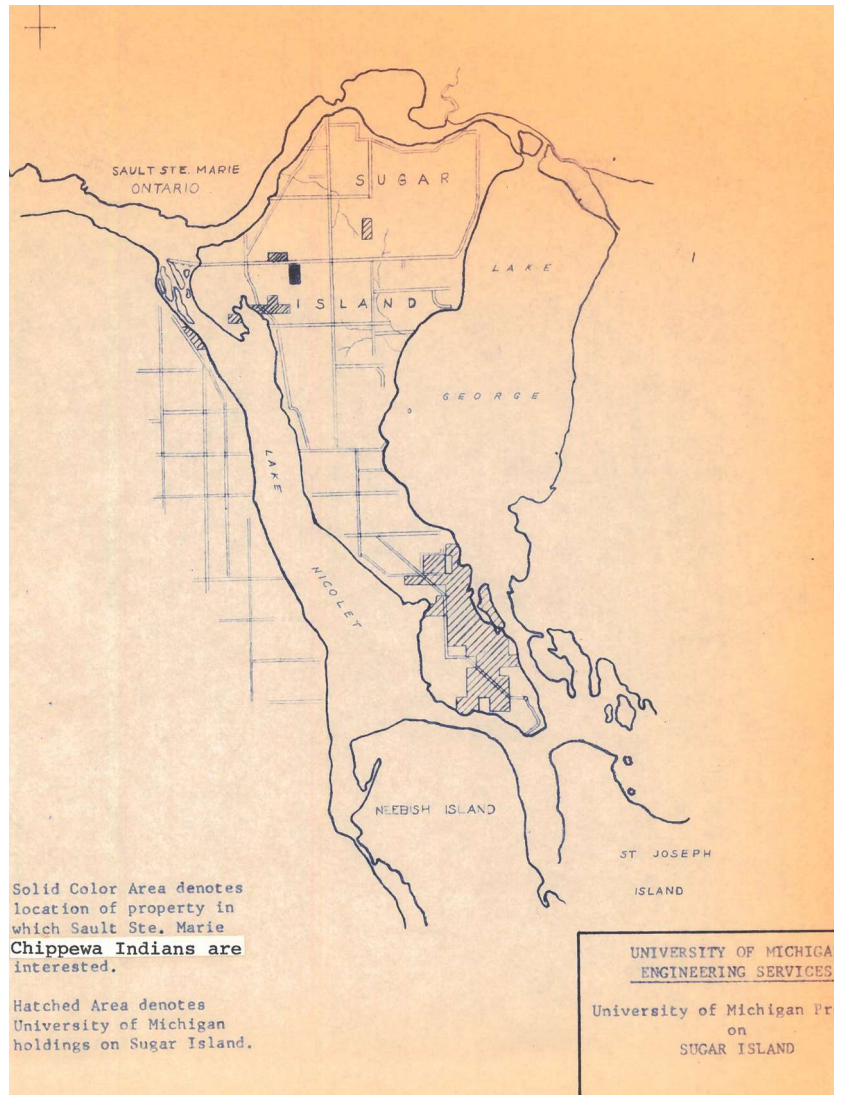 SAULT STE. MARIE
ONTARIO
SUGAR
ISLAND
LAKE
GEORGE
LAKE
NICOLET
NEEBISH ISLAND
ST JOSEPH
ISLAND
Solid Color Area denotes
location of property in
which Sault Ste. Marie
Chippewa Indians are
interested.
Hatched Area denotes
University of Michigan
holdings on Sugar Island.
UNIVERSITY OF MICHIGA
ENGINEERING SERVICES
University of Michigan Pr
on
SUGAR ISLAND